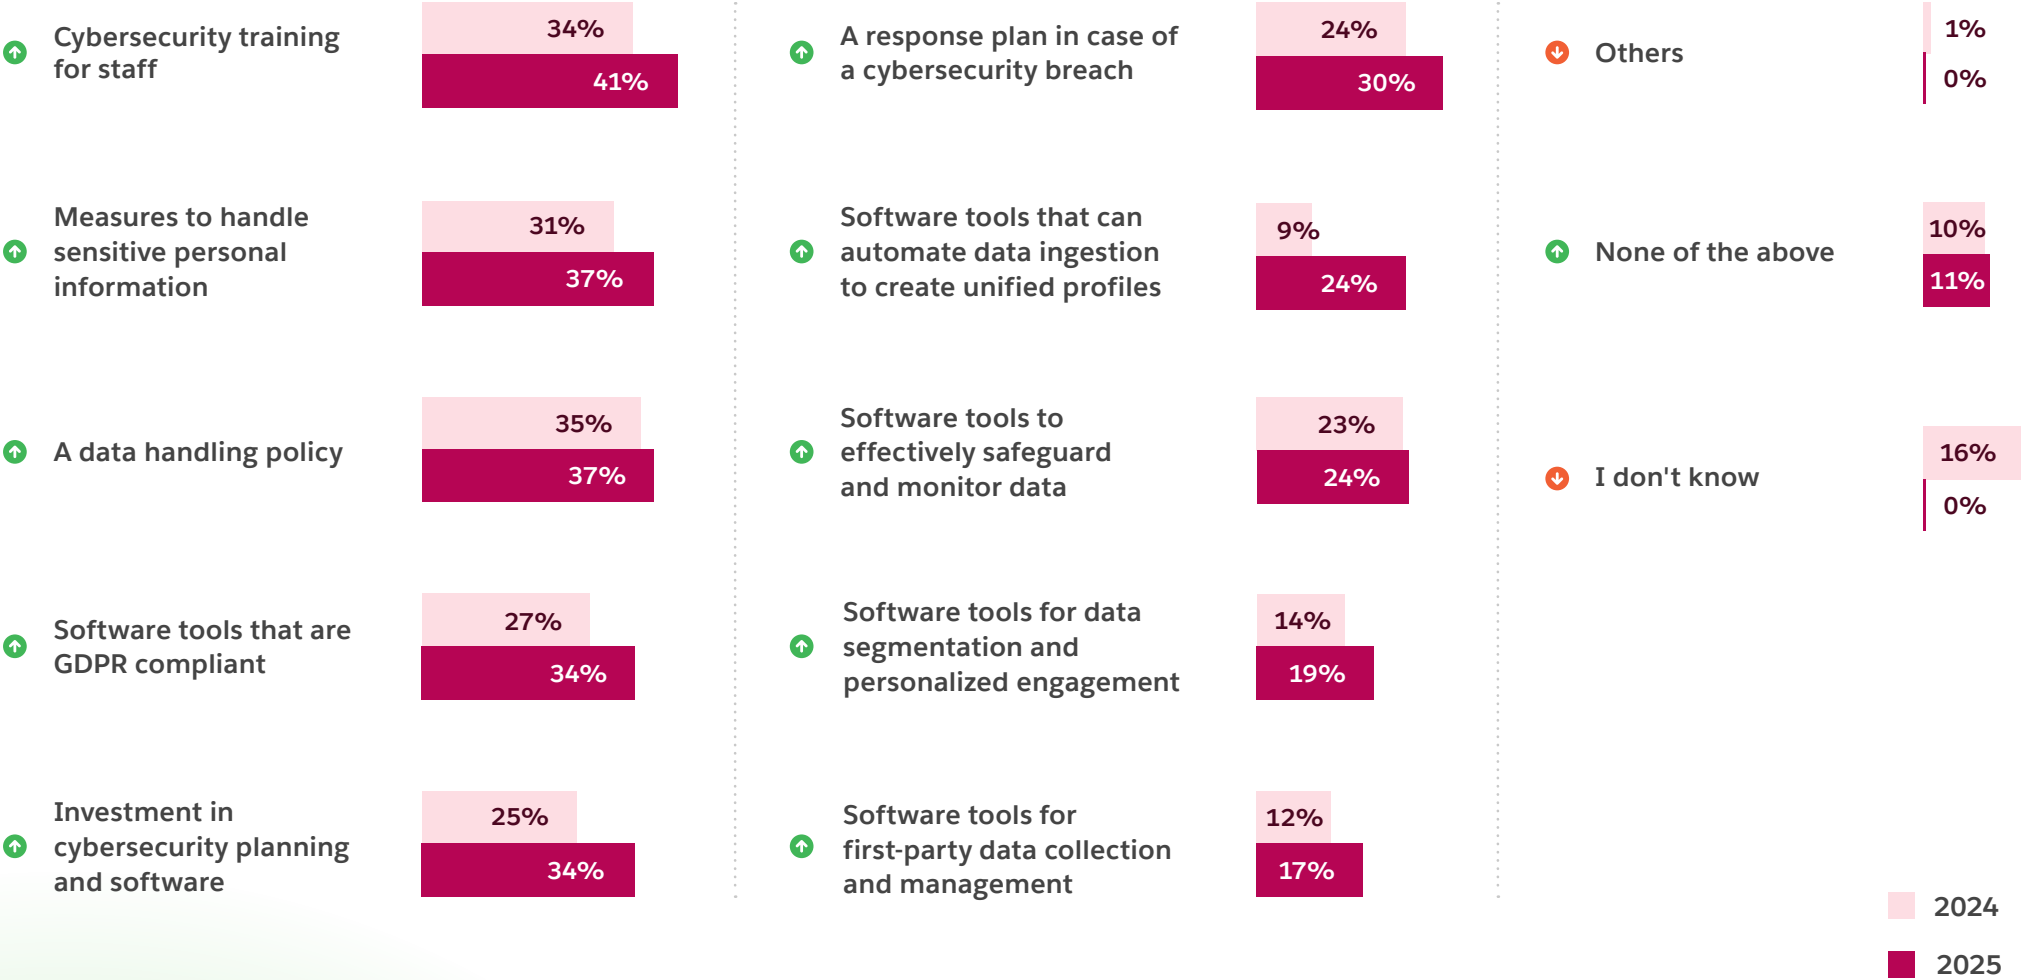 Cybersecurity training
for staff
34%
41%
Measures to handle
sensitive personal
information
31%
37%
A data handling policy
35%
37%
Software tools that are
GDPR compliant
27%
34%
Investment in
cybersecurity planning
and software
25%
34%
A response plan in case of
a cybersecurity breach
24%
30%
Software tools that can
automate data ingestion
to create unified profiles
9%
24%
Software tools to
effectively safeguard
and monitor data
23%
24%
Software tools for data
segmentation and
personalized engagement
14%
19%
Software tools for
first-party data collection
and management
12%
17%
Others
1%
0%
None of the above
10%
11%
I don't know
16%
0%
2024
2025